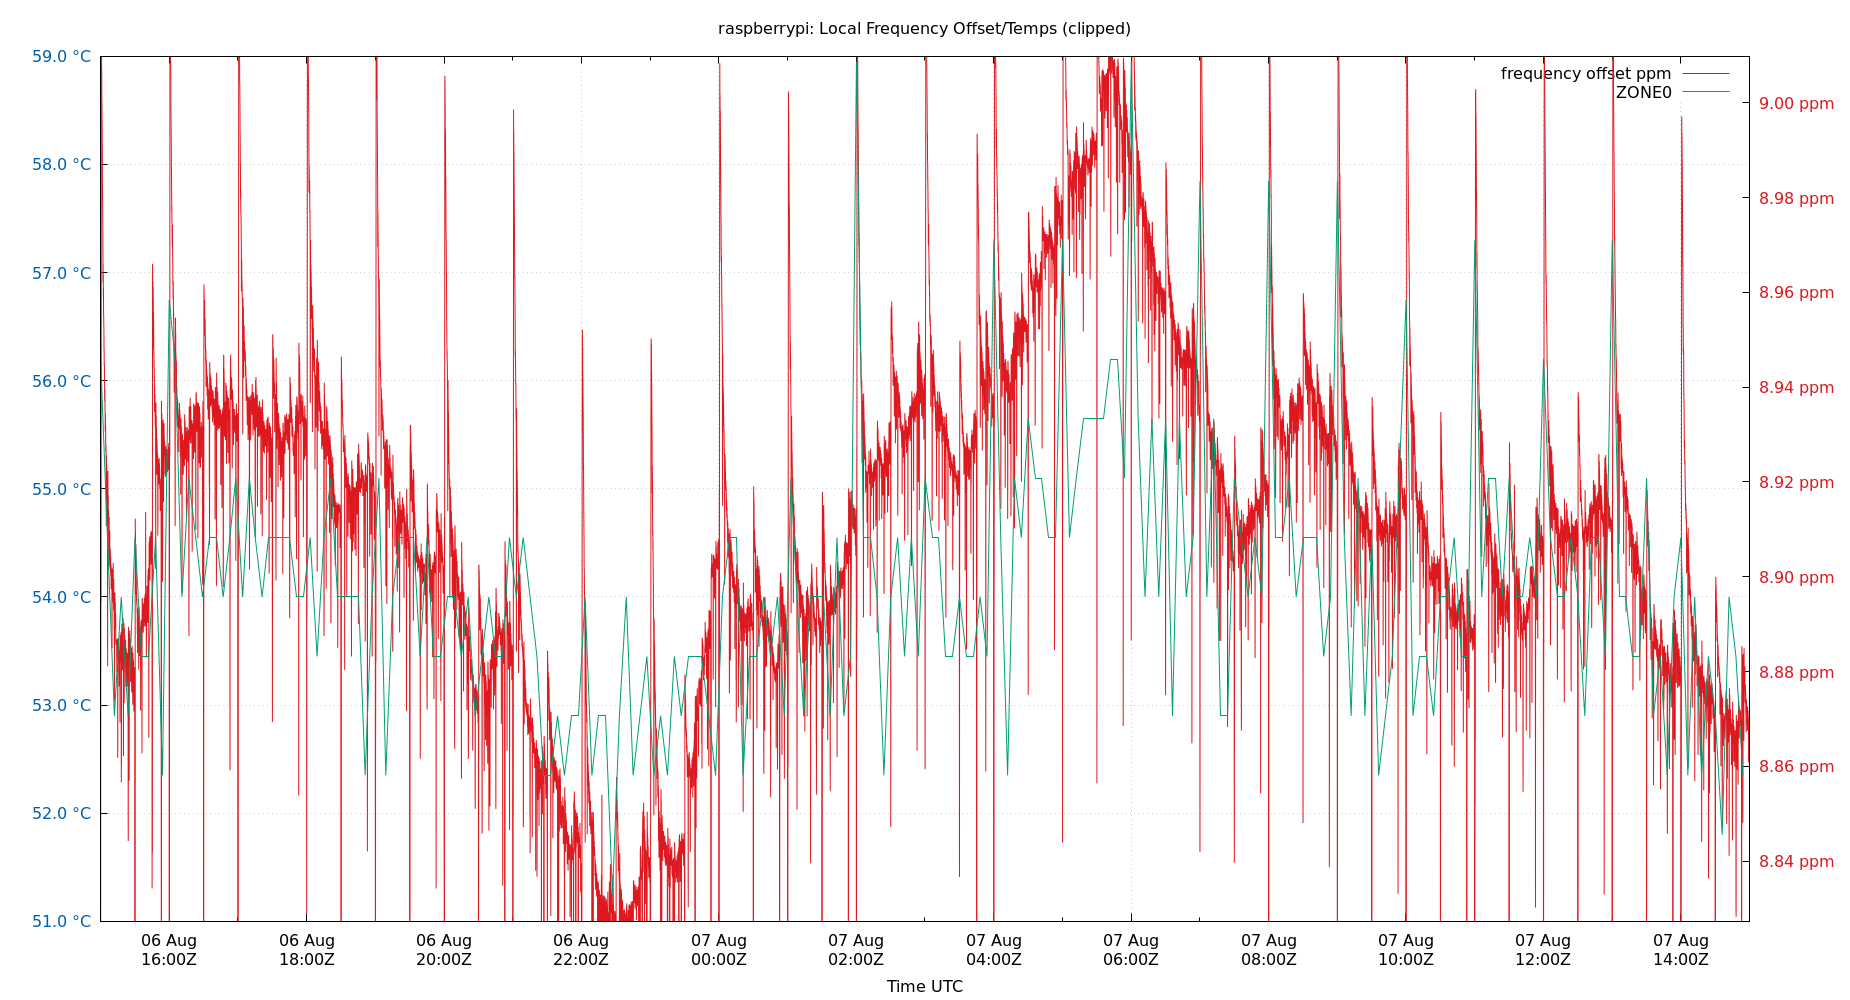 raspberrypi: Local Frequency Offset/Temps (clipped)
frequency offset ppm
ZONE0
59.0 °C
58.0 °C
57.0 °C
56.0 °C
55.0 °C
54.0 °C
53.0 °C
52.0 °C
51.0 °C
9.00 ppm
8.98 ppm
8.96 ppm
8.94 ppm
8.92 ppm
8.90 ppm
8.88 ppm
8.86 ppm
8.84 ppm
06 Aug
16:00Z
06 Aug
18:00Z
06 Aug
20:00Z
06 Aug
22:00Z
07 Aug
00:00Z
07 Aug
02:00Z
07 Aug
04:00Z
07 Aug
06:00Z
07 Aug
08:00Z
07 Aug
10:00Z
07 Aug
12:00Z
07 Aug
14:00Z
Time UTC